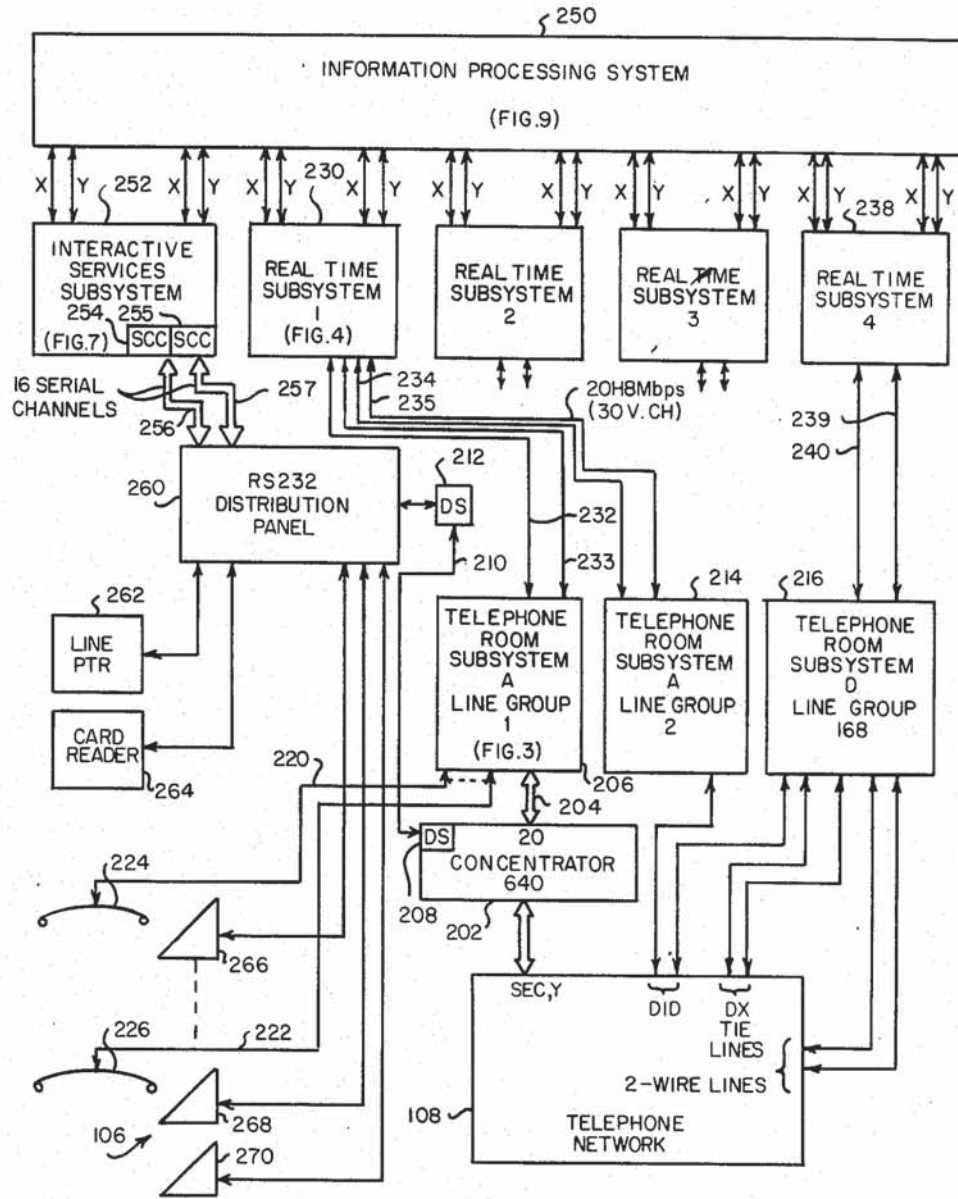 250
INFORMATION PROCESSING SYSTEM
(FIG.9)
X Y 252 X Y X Y 230 X Y X Y X Y X Y X Y X Y 238 X Y
INTERACTIVE
SERVICES
SUBSYSTEM
254 255
(FIG.7) SCC SCC
REAL TIME
SUBSYSTEM
1
(FIG.4)
REAL TIME
SUBSYSTEM
2
REAL TIME
SUBSYSTEM
3
REAL TIME
SUBSYSTEM
4
16 SERIAL
CHANNELS
256
257
234
235
20H8Mbps
(30 V. CH)
239
240
260
RS232
DISTRIBUTION
PANEL
212
DS
210
232
233
214
216
262
LINE
PTR
CARD
READER
264
TELEPHONE
ROOM
SUBSYSTEM
A
LINE GROUP
1
(FIG.3)
TELEPHONE
ROOM
SUBSYSTEM
A
LINE GROUP
2
TELEPHONE
ROOM
SUBSYSTEM
D
LINE GROUP
168
220
206
204
DS
20
CONCENTRATOR
640
208
202
224
266
226
222
SEC,Y
DID
DX
TIE
LINES
2-WIRE LINES
108
TELEPHONE
NETWORK
106
268
270